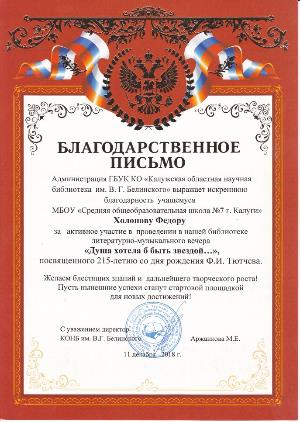 БЛАГОДАРСТВЕННОЕ
ПИСЬМО
Администрация ГБУК КО «Калужская областная научная
библиотека им. В. Г. Белинского» выражает искреннюю
благодарность учащемуся
МБОУ «Средняя общеобразовательная школа №7 г. Калуги»
Холопову Федору
за активное участие в проведении в нашей библиотеке
литературно-музыкального вечера
«Душа хотела б быть звездой…»,
посвященного 215-летию со дня рождения Ф.И. Тютчева.
Желаем блестящих знаний и дальнейшего творческого роста!
Пусть нынешние успехи станут стартовой площадкой
для новых достижений!
С уважением директор
КОНБ им. В.Г. Белинского Аржанкова М.Е.
11 декабря 2018 г.